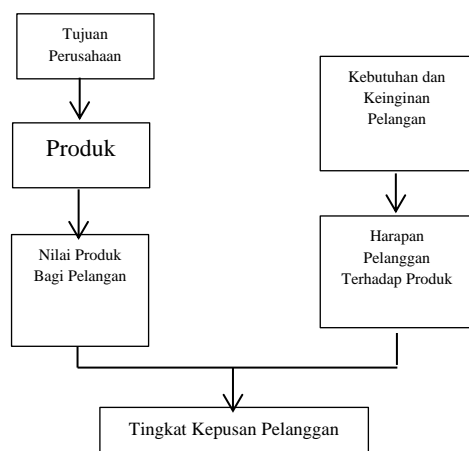 Tujuan
Perusahaan
Produk
Nilai Produk
Bagi Pelangan
Kebutuhan dan
Keinginan
Pelangan
Harapan
Pelanggan
Terhadap Produk
Tingkat Kepusan Pelanggan